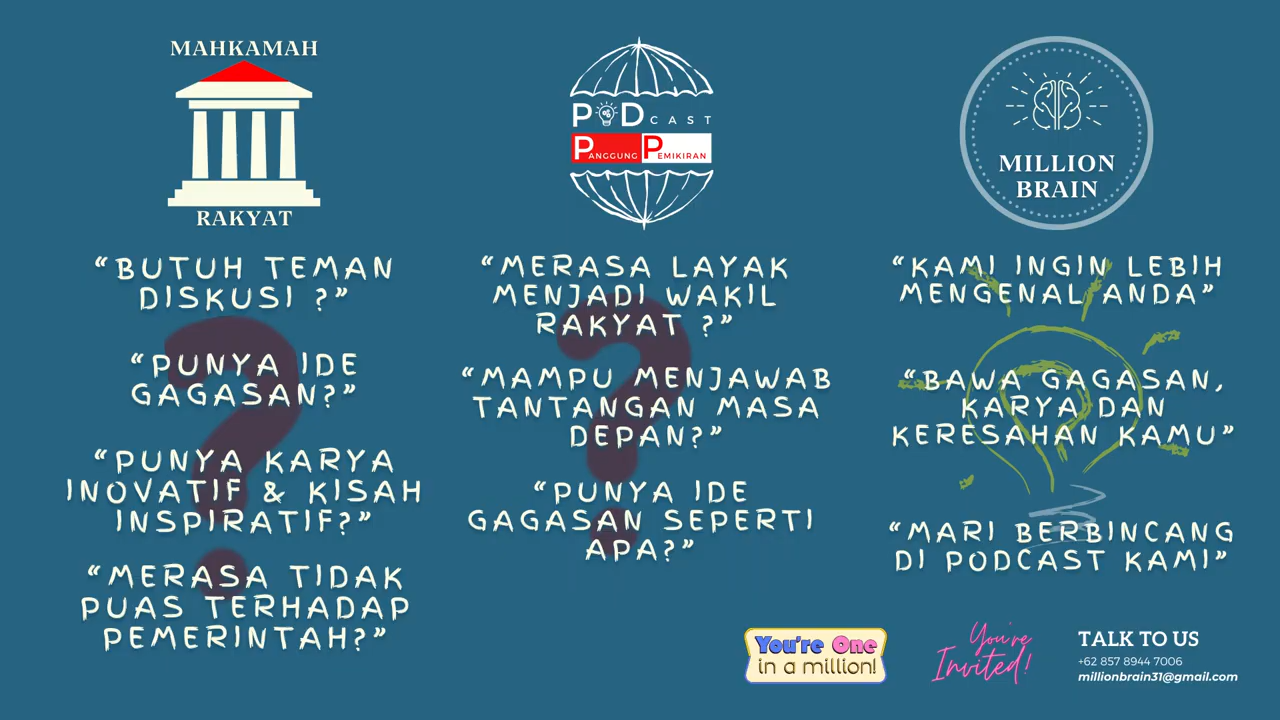 MAHKAMAH
RAKYAT
“BUTUH TEMAN
DISKUSI ?”
“PUNYA IDE
GAGASAN?”
“PUNYA KARYA
INOVATIF & KISAH
INSPIRATIF?”
“MERASA TIDAK
PUAS TERHADAP
PEMERINTAH?”
PODCAST
PANGGUNG PEMIKIRAN
“MERASA LAYAK
MENJADI WAKIL
RAKYAT ?”
“MAMPU MENJAWAB
TANTANGAN MASA
DEPAN?”
“PUNYA IDE
GAGASAN SEPERTI
APA?”
MILLION
BRAIN
“KAMI INGIN LEBIH
MENGENAL ANDA”
“BAWA GAGASAN,
KARYA DAN
KERESAHAN KAMU”
“MARI BERBINCANG
DI PODCAST KAMI”
You're One
in a million!
You're
Invited!
TALK TO US
+62 857 8944 7006
millionbrain31@gmail.com